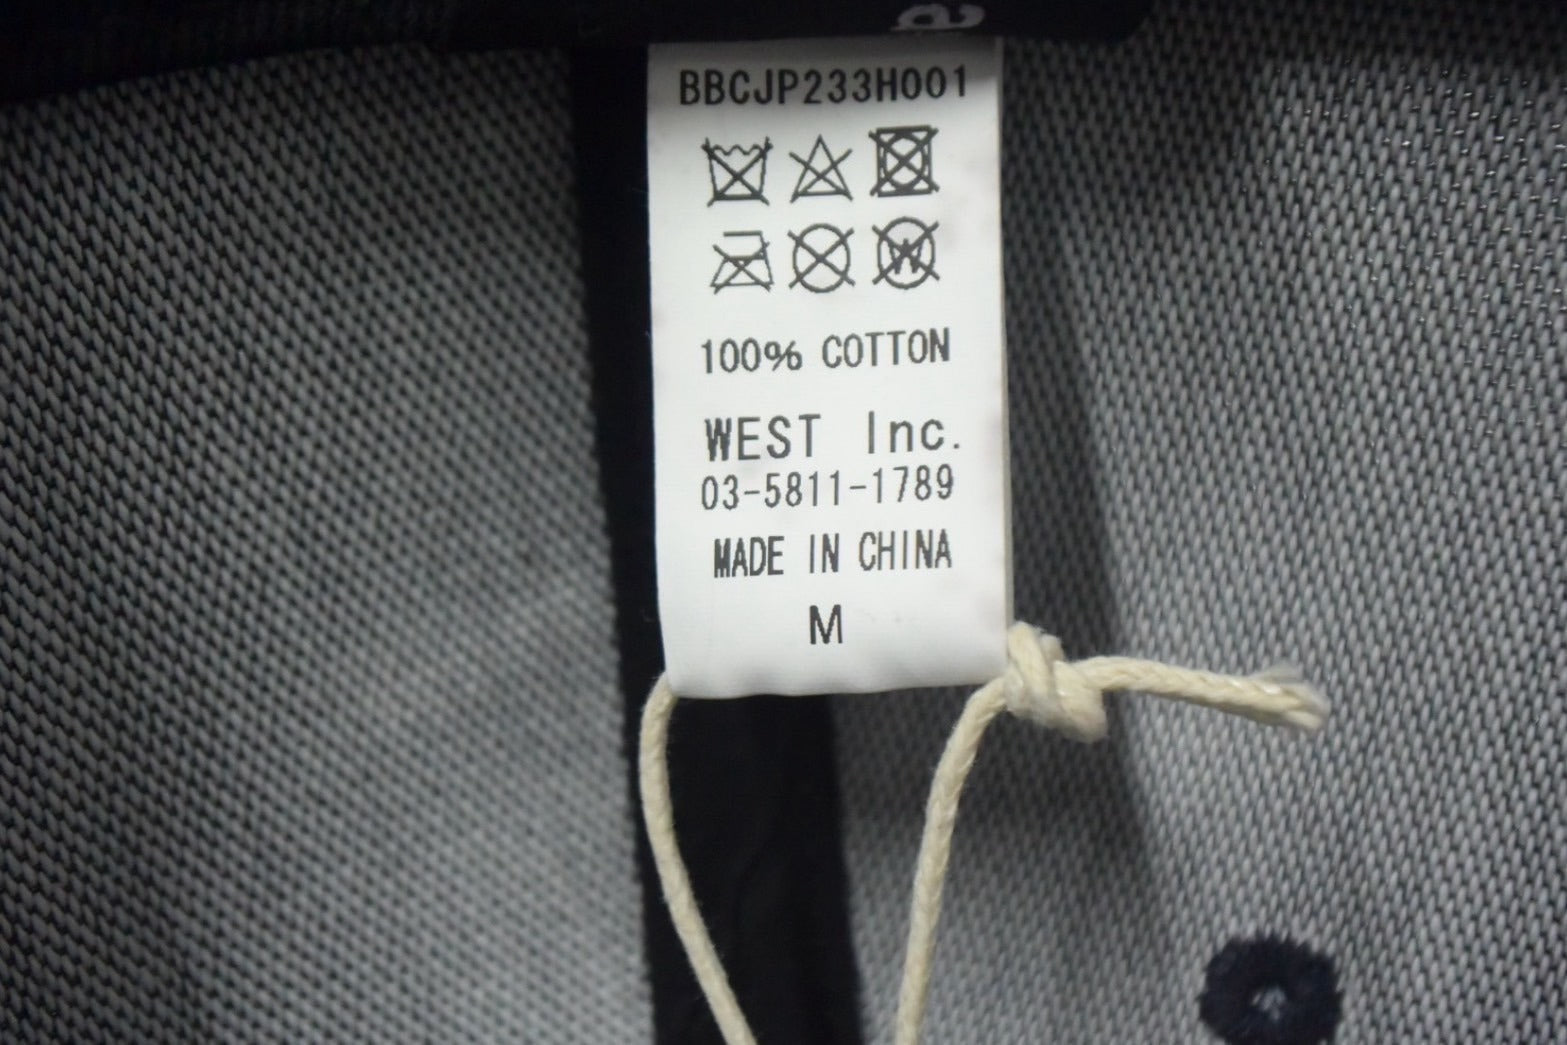 BBCJP233H001
100% COTTON
WEST Inc.
03-5811-1789
MADE IN CHINA
M